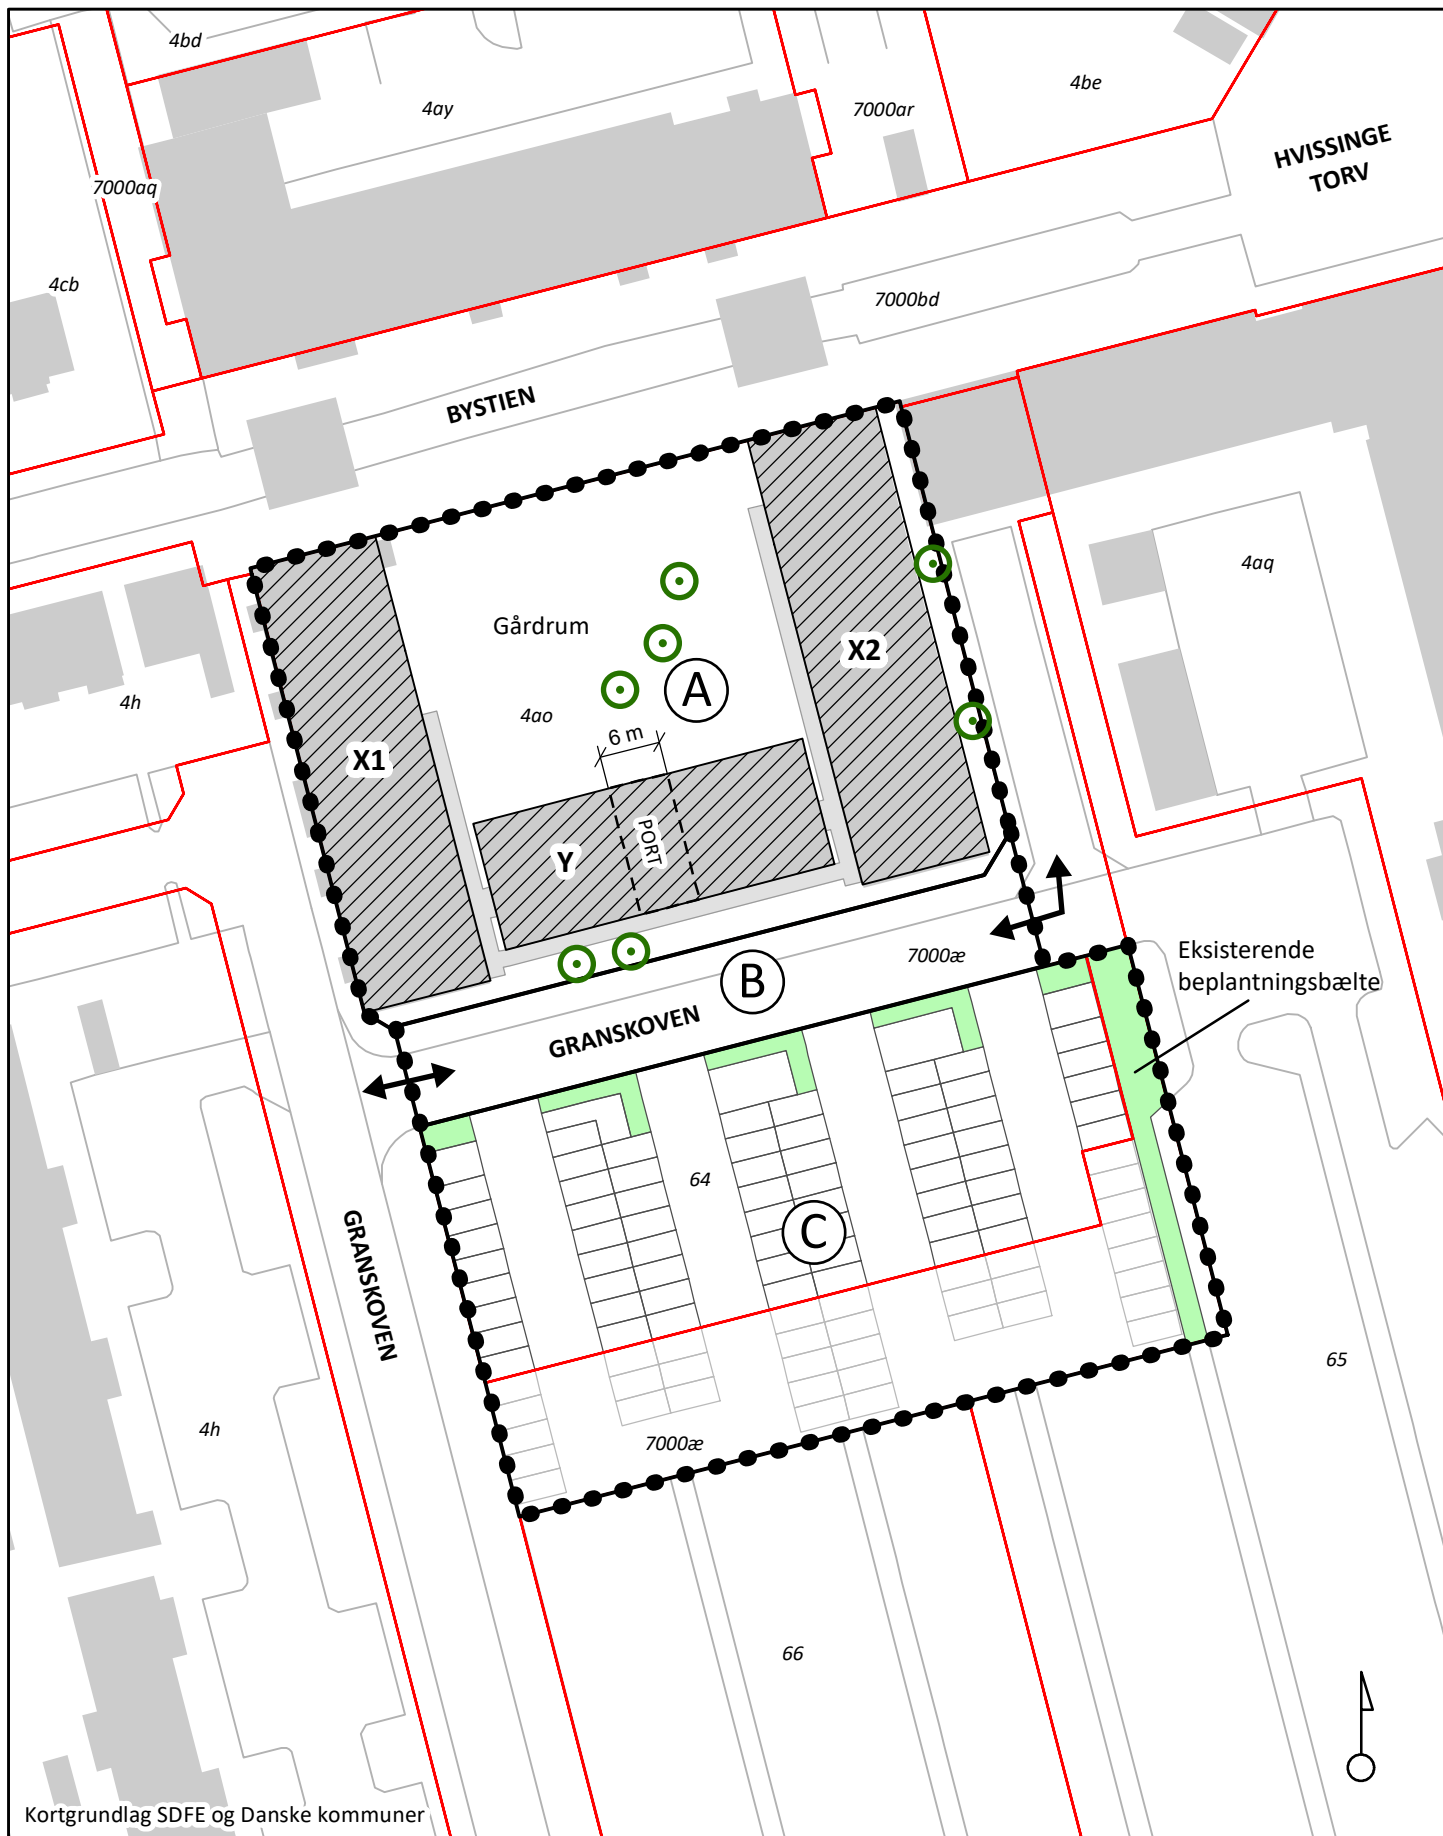 4bd
4ay
7000ar
4be
HVISSINGE
TORV
7000aq
4cb
7000bd
BYSTIEN
4aq
Gårdrum
X2
4h
A
4ao
6 m
X1
PORT
Y
7000æ
Eksisterende
beplantningsbælte
B
GRANSKOVEN
64
C
GRANSKOVEN
65
4h
7000æ
66
Kortgrundlag SDFE og Danske kommuner